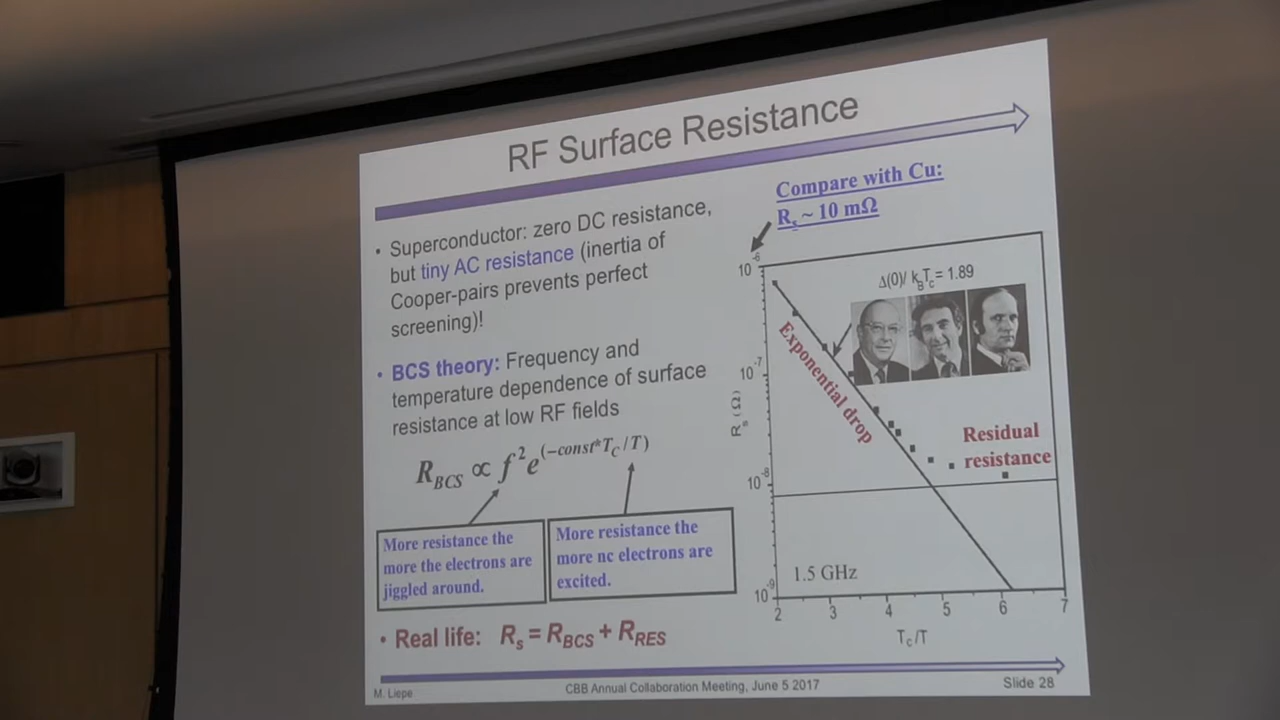 RF Surface Resistance
• Superconductor: zero DC resistance,
but tiny AC resistance (inertia of
Cooper-pairs prevents perfect
screening)!
• BCS theory: Frequency and
temperature dependence of surface
resistance at low RF fields
R_BCS ∝ f² e^(−const*T_C/T)
More resistance the
more the electrons are
jiggled around.
More resistance the
more nc electrons are
excited.
• Real life: R_s = R_BCS + R_RES
Compare with Cu:
R_s ~ 10 mΩ
Δ(0)/ k_BT_c = 1.89
Exponential drop
Residual
resistance
10⁻⁶
10⁻⁷
10⁻⁸
10⁻⁹
R_s (Ω)
1.5 GHz
2 3 4 5 6 7
T_c/T
M. Liepe
CBB Annual Collaboration Meeting, June 5 2017
Slide 28